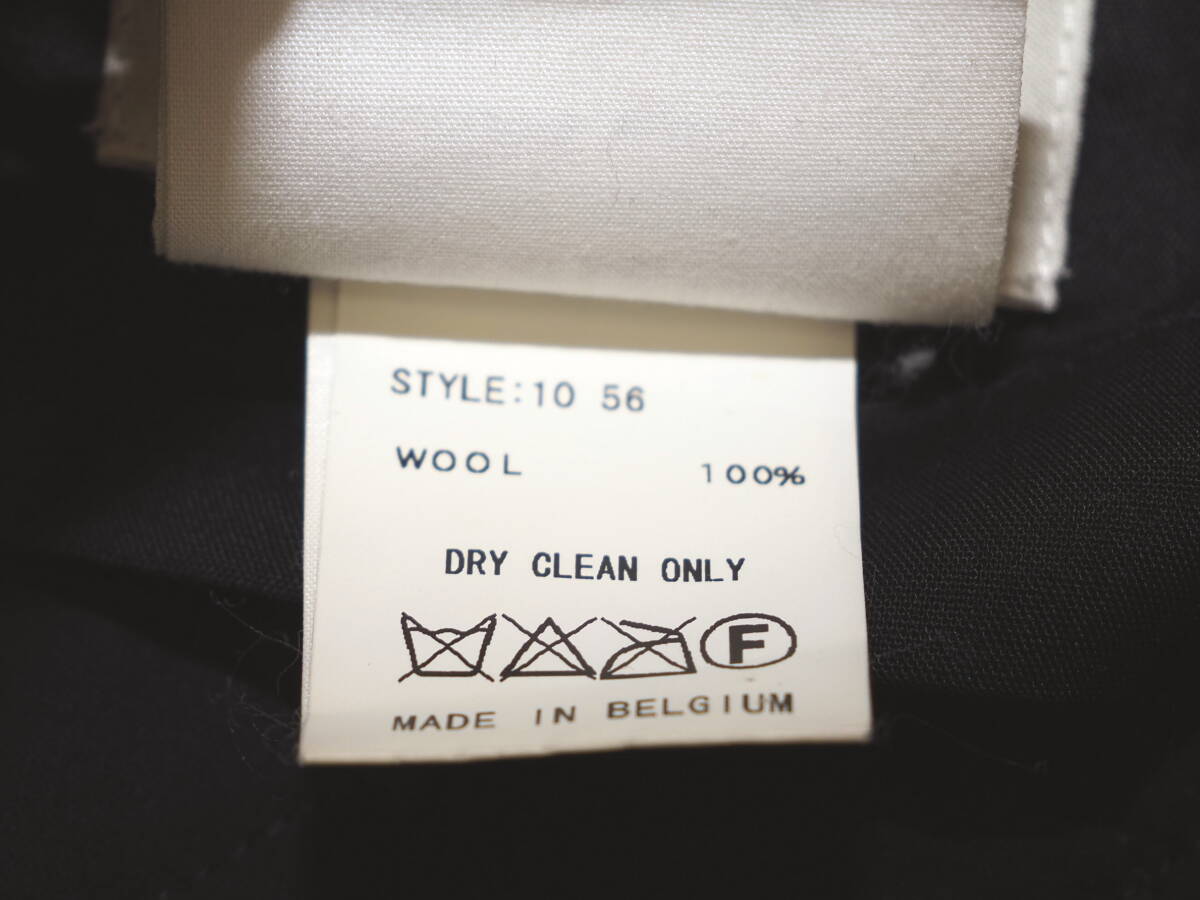 STYLE:10 56
WOOL 100%
DRY CLEAN ONLY
F
MADE IN BELGIUM